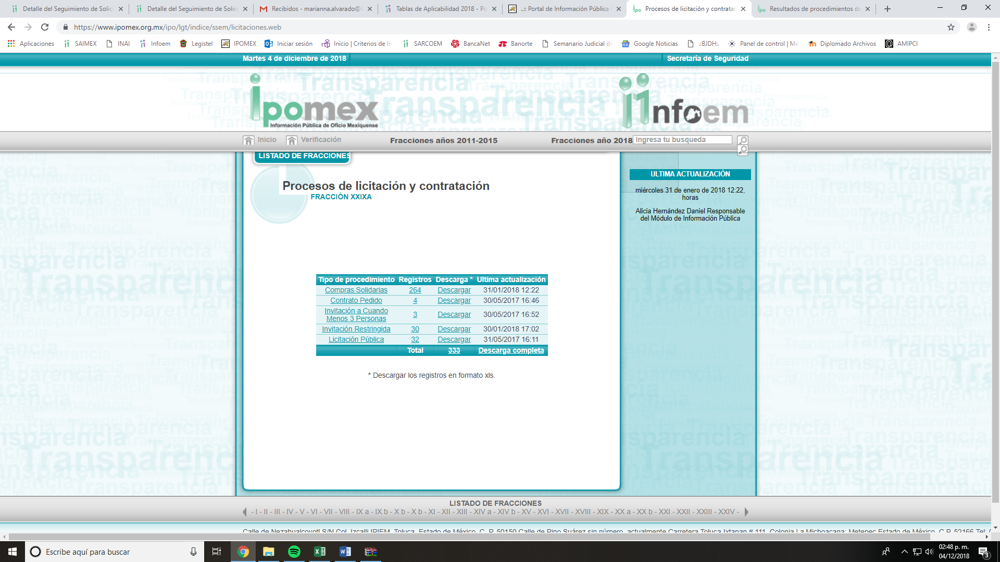 Detalle del Seguimiento de Solici
Detalle del Seguimiento de Solici
Recibidos - marianna.alvarado@i
Tablas de Aplicabilidad 2018 - Po
..:: Portal de Información Pública
Procesos de licitación y contratac
Resultados de procedimientos de
https://www.ipomex.org.mx/ipo/lgt/indice/ssem/licitaciones.web
Aplicaciones
SAIMEX
INAI
Infoem
Legistel
IPOMEX
Iniciar sesión
Inicio | Criterios de In
SARCOEM
BancaNet
Banorte
Semanario Judicial de
Google Noticias
.:BJDH:.
Panel de control | Mé
Diplomado Archivos
AMIPCI
Martes 4 de diciembre de 2018
Secretaría de Seguridad
ipomex
Información Pública de Oficio Mexiquense
Transparencia
infoem
Inicio
Verificación
Fracciones años 2011-2015
Fracciones año 2018
Ingresa tu busqueda
LISTADO DE FRACCIONES
Procesos de licitación y contratación
FRACCIÓN XXIXA
ULTIMA ACTUALIZACIÓN
miércoles 31 de enero de 2018 12:22,
horas
Alicia Hernández Daniel Responsable
del Módulo de Información Pública
Tipo de procedimiento Registros Descarga * Ultima actualización
Compras Solidarias 264 Descargar 31/01/2018 12:22
Contrato Pedido 4 Descargar 30/05/2017 16:46
Invitación a Cuando
Menos 3 Personas 3 Descargar 30/05/2017 16:52
Invitación Restringida 30 Descargar 30/01/2018 17:02
Licitación Pública 32 Descargar 31/05/2017 16:11
Total 333 Descarga completa
* Descargar los registros en formato xls.
LISTADO DE FRACCIONES
- I - II - III - IV - V - VI - VII - VIII - IX a - IX b - X b - X b - XI - XII - XIII - XIV a - XIV b - XV - XVI - XVII - XVIII - XIX - XX a - XX b - XXI - XXII - XXIII - XXIV -
Calle de Nezahualcoyotl S/N Col. Izcalli IPIEM, Toluca, Estado de México, C. P. 50150 Calle de Pino Suárez sin número, actualmente Carretera Toluca Ixtapan # 111, Colonia La Michoacana; Metepec Estado de México, C.P. 52166 Tel:
Escribe aquí para buscar
02:48 p. m.
04/12/2018
3